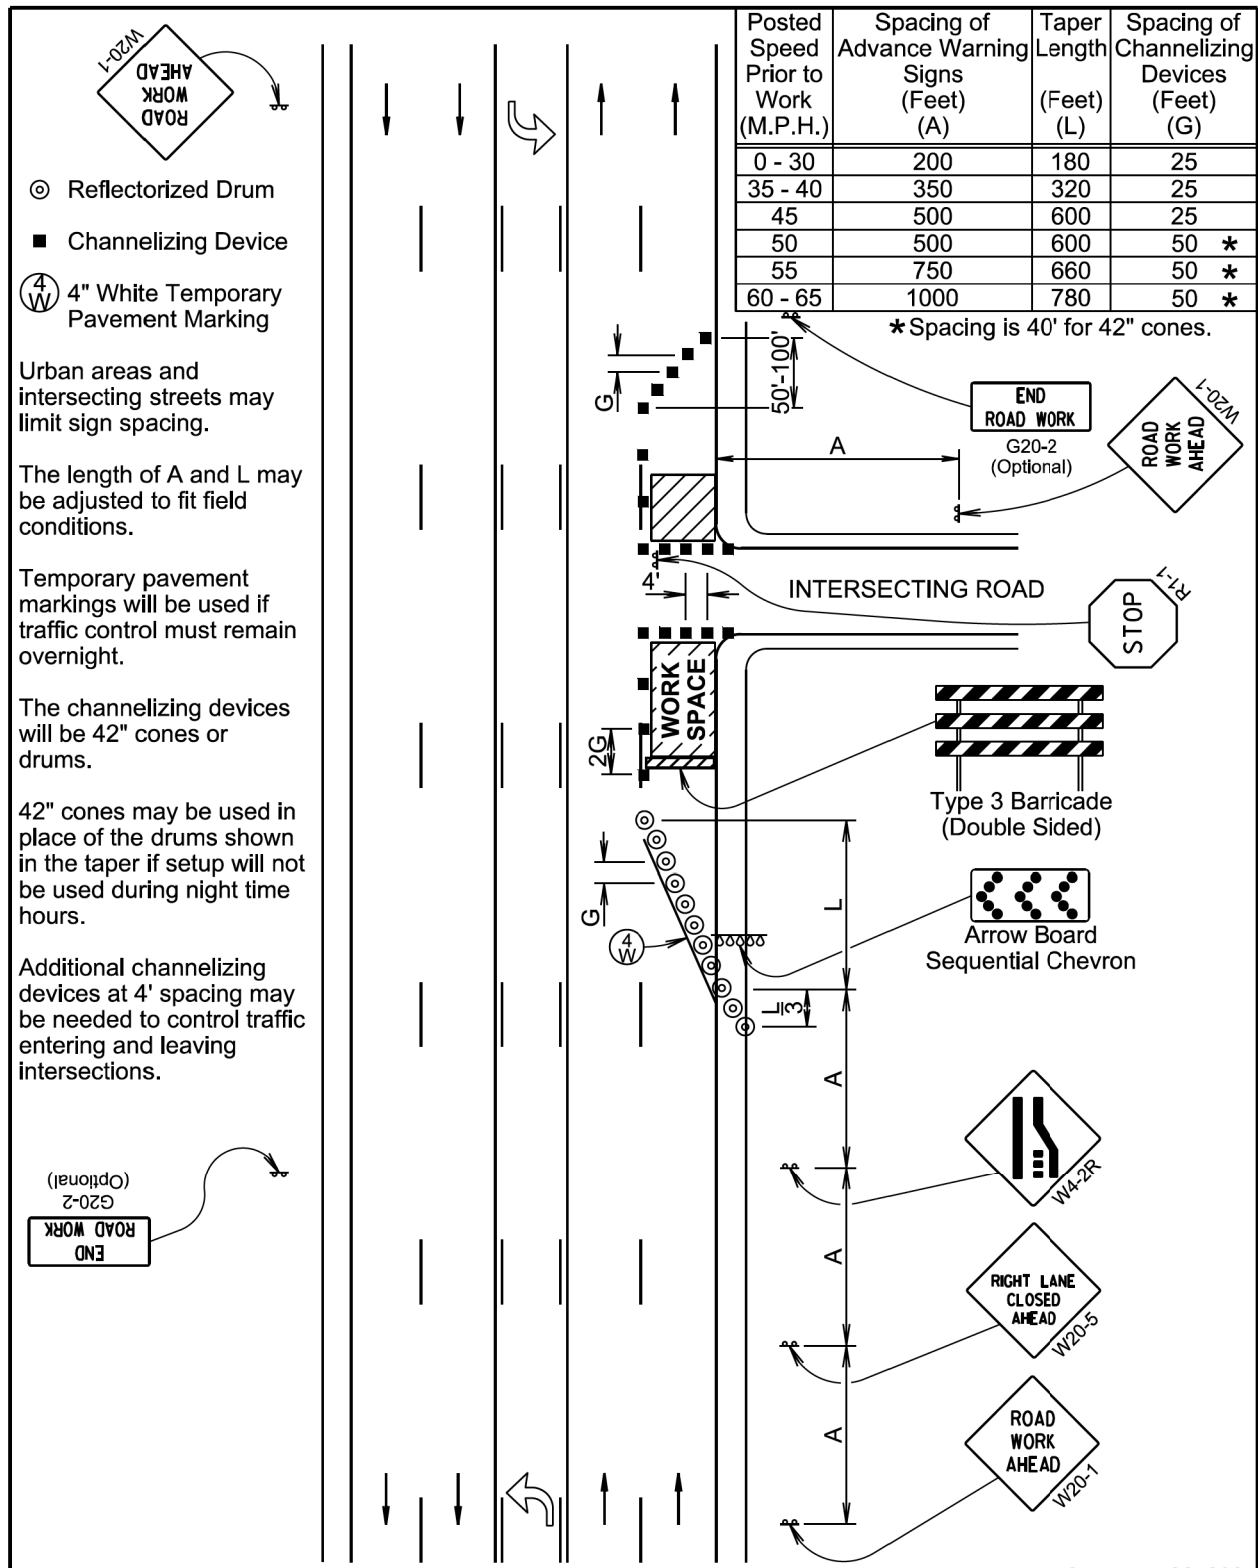 W20-1
ROAD
WORK
AHEAD
Reflectorized Drum
Channelizing Device
4
W
4" White Temporary
Pavement Marking
Urban areas and
intersecting streets may
limit sign spacing.
The length of A and L may
be adjusted to fit field
conditions.
Temporary pavement
markings will be used if
traffic control must remain
overnight.
The channelizing devices
will be 42" cones or
drums.
42" cones may be used in
place of the drums shown
in the taper if setup will not
be used during night time
hours.
Additional channelizing
devices at 4' spacing may
be needed to control traffic
entering and leaving
intersections.
END
ROAD WORK
G20-2
(Optional)
Posted Speed Prior to Work (M.P.H.)
Spacing of Advance Warning Signs (Feet) (A)
Taper Length (Feet) (L)
Spacing of Channelizing Devices (Feet) (G)
0 - 30 200 180 25
35 - 40 350 320 25
45 500 600 25
50 500 600 50 *
55 750 660 50 *
60 - 65 1000 780 50 *
*Spacing is 40' for 42" cones.
G
50'-100'
END
ROAD WORK
G20-2
(Optional)
W20-1
ROAD
WORK
AHEAD
A
4'
INTERSECTING ROAD
R1-1
STOP
WORK
SPACE
2G
Type 3 Barricade
(Double Sided)
G
4
W
L
Arrow Board
Sequential Chevron
L
3
A
W4-2R
A
RIGHT LANE
CLOSED
AHEAD
W20-5
A
ROAD
WORK
AHEAD
W20-1